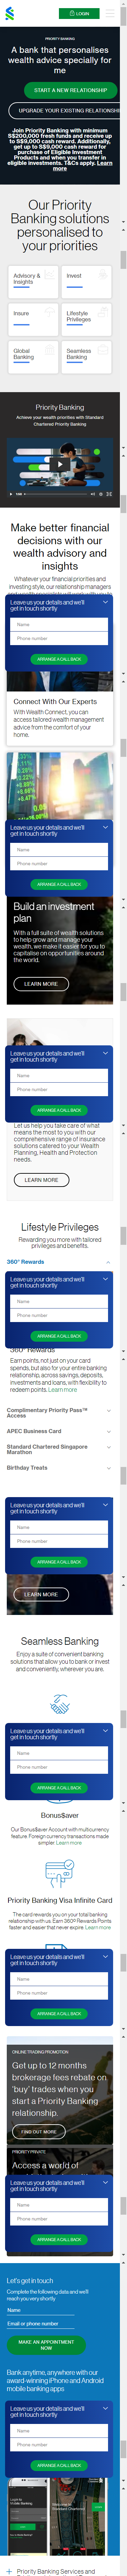 LOGIN
PRIORITY BANKING
A bank that personalises
wealth advice specially for
me
START A NEW RELATIONSHIP
UPGRADE YOUR EXISTING RELATIONSHIP
Join Priority Banking with minimum
S$200,000 fresh funds and receive up
to S$9,000 cash reward. Additionally,
get up to S$9,000 cash reward for
purchase of Eligible Investment
Products and when you transfer in
eligible investments. T&Cs apply. Learn
more
Our Priority
Banking solutions
personalised to
your priorities
Advisory &
Insights
Invest
Insure
Lifestyle
Privileges
Global
Banking
Seamless
Banking
Priority Banking
Achieve your wealth priorities with Standard
Chartered Priority Banking
Make better financial
decisions with our
wealth advisory and
insights
Whatever your financial priorities and
investing style, our relationship managers
Leave us your details and we'll
get in touch shortly
Name
Phone number
ARRANGE A CALL BACK
Connect With Our Experts
With Wealth Connect, you can
access tailored wealth management
advice from the comfort of your
home.
Leave us your details and we'll
get in touch shortly
Name
Phone number
ARRANGE A CALL BACK
Build an investment
plan
With a full suite of wealth solutions
to help grow and manage your
wealth, we make it easier for you to
capitalise on opportunities around
the world.
LEARN MORE
Leave us your details and we'll
get in touch shortly
Name
Phone number
ARRANGE A CALL BACK
Let us help you take care of what
means the most to you with our
comprehensive range of insurance
solutions catered to your Wealth
Planning, Health and Protection
needs.
LEARN MORE
Lifestyle Privileges
Rewarding you more with tailored
privileges and benefits.
360° Rewards
Leave us your details and we'll
get in touch shortly
Name
Phone number
ARRANGE A CALL BACK
360° Rewards
Earn points, not just on your card
spends, but also for your entire banking
relationship, across savings, deposits,
investments and loans, with flexibility to
redeem points. Learn more
Complimentary Priority Pass™
Access
APEC Business Card
Standard Chartered Singapore
Marathon
Birthday Treats
Leave us your details and we'll
get in touch shortly
Name
Phone number
ARRANGE A CALL BACK
LEARN MORE
Seamless Banking
Enjoy a suite of convenient banking
solutions that allow you to bank or invest
and conveniently, wherever you are.
Leave us your details and we'll
get in touch shortly
Name
Phone number
ARRANGE A CALL BACK
Bonus$aver
Our Bonus$aver Account with multicurrency
feature. Foreign currency transactions made
simpler. Learn more
Priority Banking Visa Infinite Card
The card rewards you on your total banking
relationship with us. Earn 360° Rewards Points
faster and easier that never expire. Learn more
Leave us your details and we'll
get in touch shortly
Name
Phone number
ARRANGE A CALL BACK
ONLINE TRADING PROMOTION
Get up to 12 months
brokerage fees rebate on
'buy' trades when you
start a Priority Banking
relationship.
FIND OUT MORE
PRIORITY PRIVATE
Access a world of
Leave us your details and we'll
get in touch shortly
Name
Phone number
ARRANGE A CALL BACK
Let's get in touch
Complete the following data and we'll
reach you very shortly
Name
Email or phone number
MAKE AN APPOINTMENT
NOW
Bank anytime, anywhere with our
award-winning iPhone and Android
mobile banking apps
Leave us your details and we'll
get in touch shortly
Name
Phone number
ARRANGE A CALL BACK
Priority Banking Services and